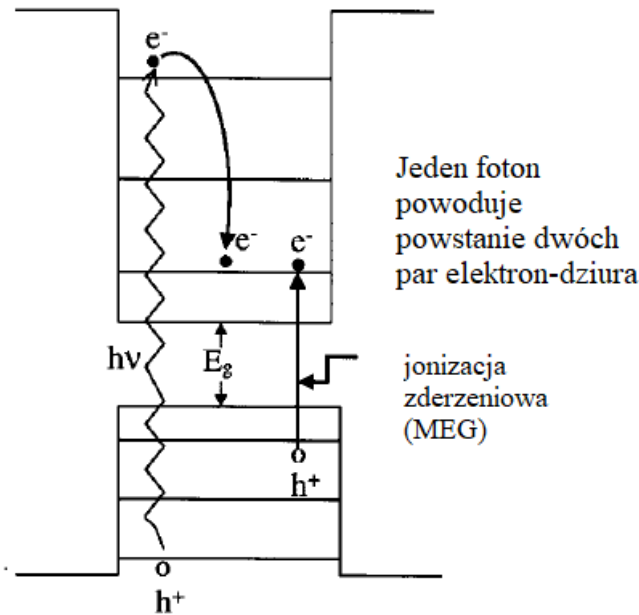 e⁻
Jeden foton
powoduje
powstanie dwóch
par elektron-dziura
e⁻ e⁻
hν
E_g
jonizacja
zderzeniowa
(MEG)
h⁺
h⁺